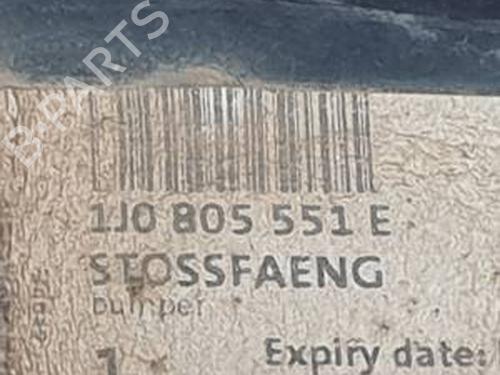 B-PARTS
1J0 805 551 E
STOSSFAENG
bumper
1
Expiry date: